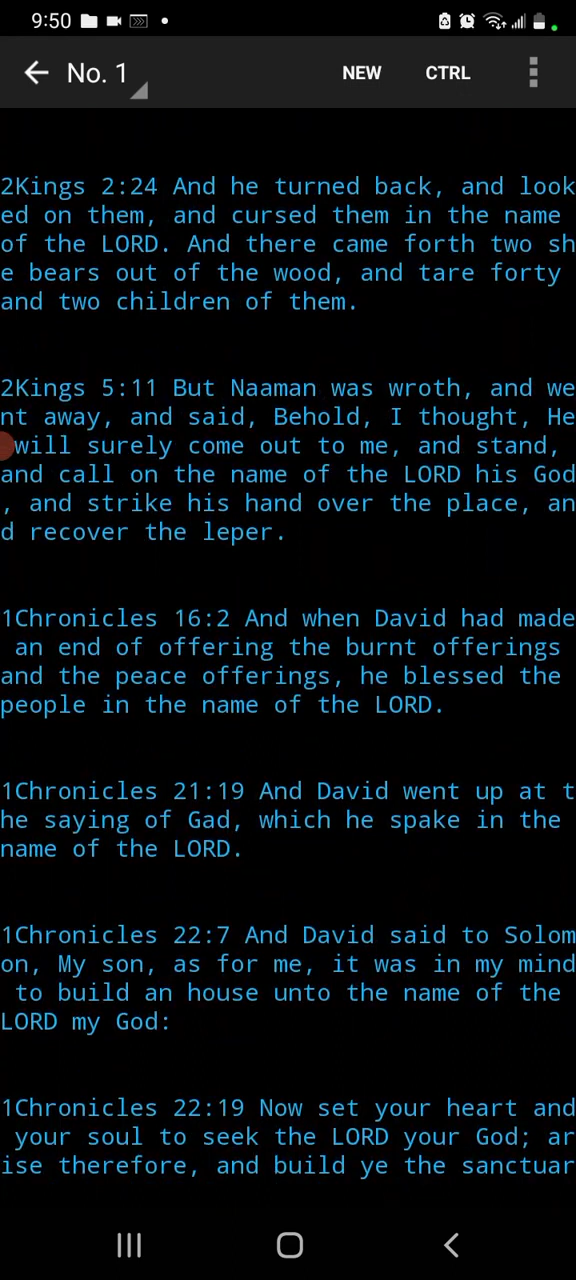 9:50
No. 1
NEW
CTRL
2Kings 2:24 And he turned back, and look
ed on them, and cursed them in the name
of the LORD. And there came forth two sh
e bears out of the wood, and tare forty
and two children of them.
2Kings 5:11 But Naaman was wroth, and we
nt away, and said, Behold, I thought, He
will surely come out to me, and stand,
and call on the name of the LORD his God
, and strike his hand over the place, an
d recover the leper.
1Chronicles 16:2 And when David had made
an end of offering the burnt offerings
and the peace offerings, he blessed the
people in the name of the LORD.
1Chronicles 21:19 And David went up at t
he saying of Gad, which he spake in the
name of the LORD.
1Chronicles 22:7 And David said to Solom
on, My son, as for me, it was in my mind
to build an house unto the name of the
LORD my God:
1Chronicles 22:19 Now set your heart and
your soul to seek the LORD your God; ar
ise therefore, and build ye the sanctuar